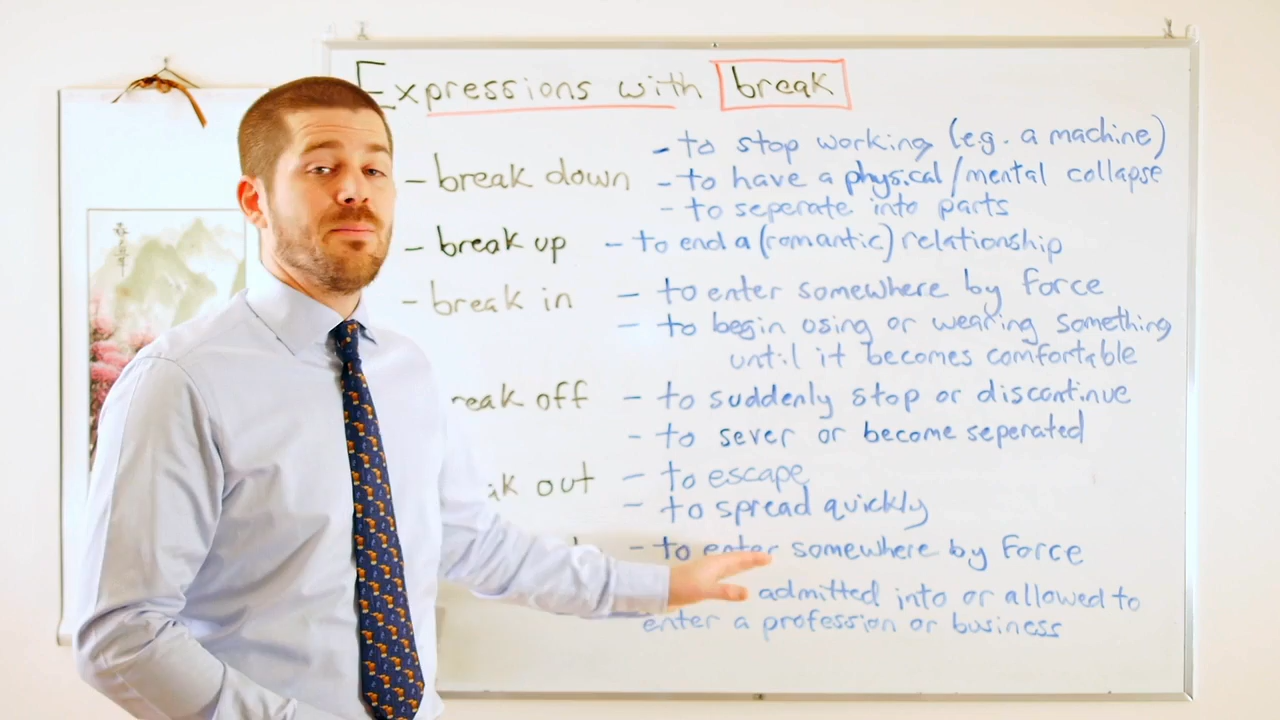 Expressions with break
- to stop working (e.g. a machine)
- break down
- to have a physical/mental collapse
- to seperate into parts
- break up - to end a (romantic) relationship
- break in - to enter somewhere by force
- to begin using or wearing something
until it becomes comfortable
reak off - to suddenly stop or discontinue
- to sever or become seperated
ak out - to escape
- to spread quickly
- to enter somewhere by force
admitted into or allowed to
enter a profession or business